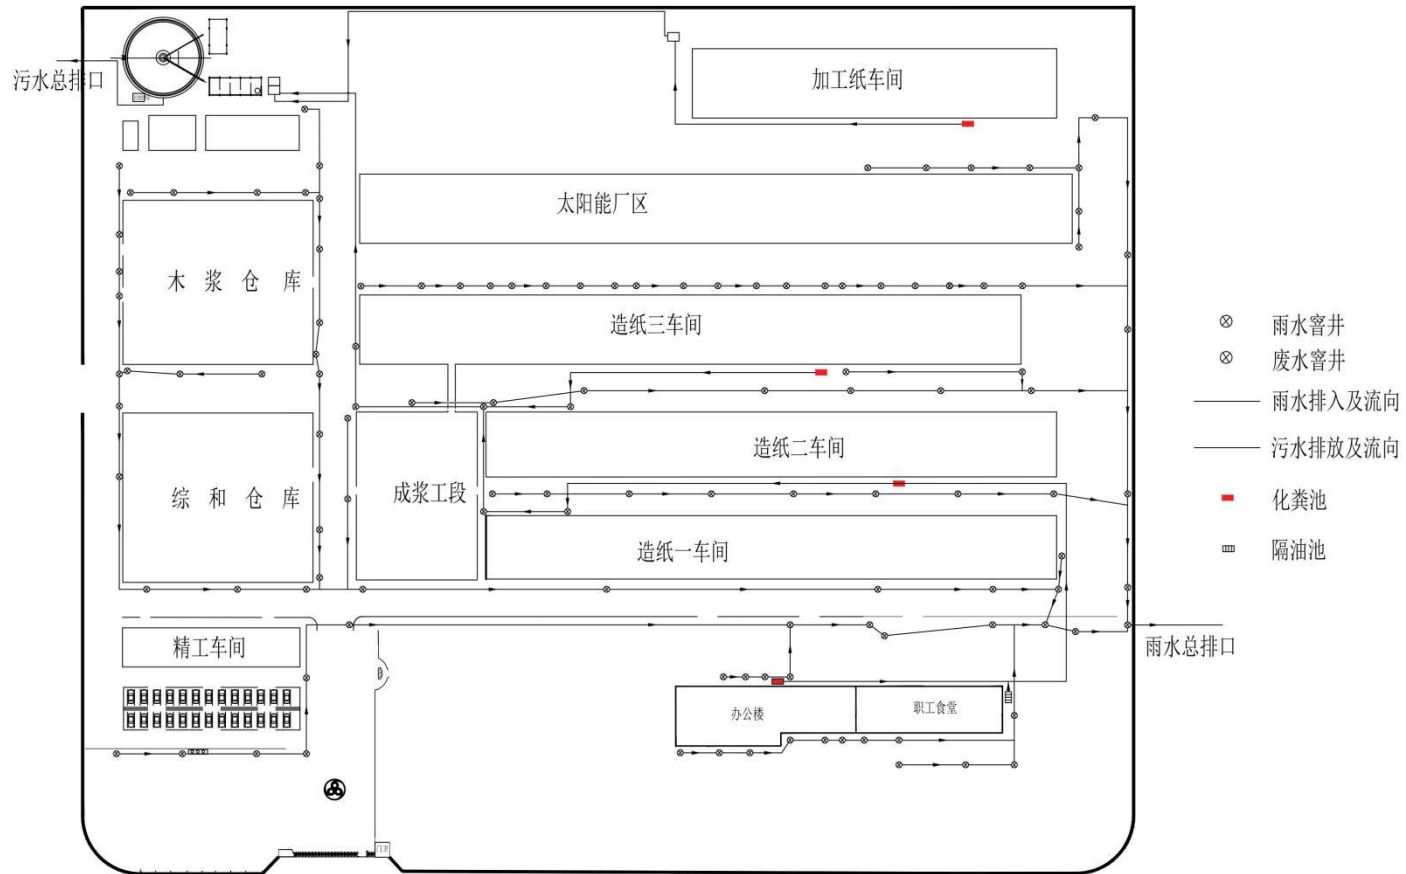 污水总排口
加工纸车间
太阳能厂区
木浆仓库
造纸三车间
雨水窨井
废水窨井
雨水排入及流向
污水排放及流向
化粪池
隔油池
造纸二车间
综和仓库
成浆工段
造纸一车间
精工车间
雨水总排口
办公楼
职工食堂